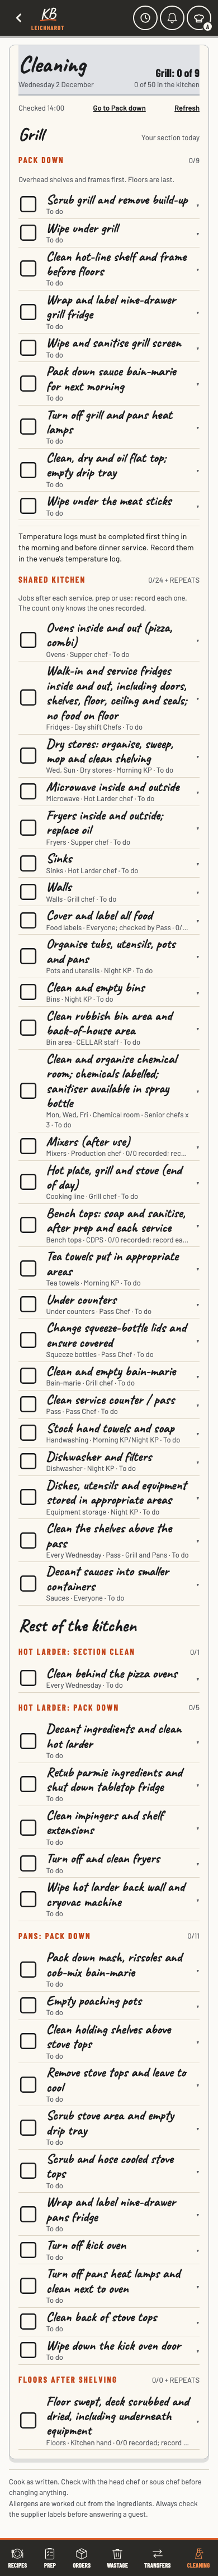 KB
LEICHHARDT
Cleaning
Wednesday 2 December
Grill: 0 of 9
0 of 50 in the kitchen
Checked 14:00
Go to Pack down
Refresh
Grill
Your section today
PACK DOWN
0/9
Overhead shelves and frames first. Floors are last.
Scrub grill and remove build-up
To do
Wipe under grill
To do
Clean hot-line shelf and frame
before floors
To do
Wrap and label nine-drawer
grill fridge
To do
Wipe and sanitise grill screen
To do
Pack down sauce bain-marie
for next morning
To do
Turn off grill and pans heat
lamps
To do
Clean, dry and oil flat top;
empty drip tray
To do
Wipe under the meat sticks
To do
Temperature logs must be completed first in
the morning and before dinner service. Record them
in the venue's temperature log.
SHARED KITCHEN
0/24 + REPEATS
Jobs after each service, prep or use: record each one.
The count only knows the ones recorded.
Ovens inside and out (pizza,
combi)
Ovens · Supper chef · To do
Walk-in and service fridges
inside and out, including doors,
shelves, floor, ceiling and seals;
no food on floor
Fridges · Day shift Chefs · To do
Dry stores: organise, sweep,
mop and clean shelving
Wed, Sun · Dry stores · Morning KP · To do
Microwave inside and outside
Microwave · Hot Larder chef · To do
Fryers inside and outside;
replace oil
Fryers · Supper chef · To do
Sinks
Sinks · Hot Larder chef · To do
Walls
Walls · Grill chef · To do
Cover and label all food
Food labels · Everyone; checked by Pass · 0/...
Organise tubs, utensils, pots
and pans
Pots and utensils · Night KP · To do
Clean and empty bins
Bins · Night KP · To do
Clean rubbish bin area and
back-of-house area
Bin area · CELLAR staff · To do
Clean and organise chemical
room; chemicals labelled;
sanitiser available in spray
bottle
Mon, Wed, Fri · Chemical room · Senior chefs x
3 · To do
Mixers (after use)
Mixers · Production chef · 0/0 recorded; rec...
Hot plate, grill and stove (end
of day)
Cooking line · Grill chef · To do
Bench tops: soap and sanitise,
after prep and each service
Bench tops · CDPS · 0/0 recorded; record ea...
Tea towels put in appropriate
areas
Tea towels · Morning KP · To do
Under counters
Under counters · Pass Chef · To do
Change squeeze-bottle lids and
ensure covered
Squeeze bottles · Pass Chef · To do
Clean and empty bain-marie
Bain-marie · Grill chef · To do
Clean service counter / pass
Pass · Pass Chef · To do
Stock hand towels and soap
Handwashing · Morning KP/Night KP · To do
Dishwasher and filters
Dishwasher · Night KP · To do
Dishes, utensils and equipment
stored in appropriate areas
Equipment storage · Night KP · To do
Clean the shelves above the
pass
Every Wednesday · Pass · Grill and Pans · To do
Decant sauces into smaller
containers
Sauces · Everyone · To do
Rest of the kitchen
HOT LARDER: SECTION CLEAN
0/1
Clean behind the pizza ovens
Every Wednesday · To do
HOT LARDER: PACK DOWN
0/5
Decant ingredients and clean
hot larder
To do
Retub parmie ingredients and
shut down tabletop fridge
To do
Clean impingers and shelf
extensions
To do
Turn off and clean fryers
To do
Wipe hot larder back wall and
cryovac machine
To do
PANS: PACK DOWN
0/11
Pack down mash, rissoles and
cob-mix bain-marie
To do
Empty poaching pots
To do
Clean holding shelves above
stove tops
To do
Remove stove tops and leave to
cool
To do
Scrub stove area and empty
drip tray
To do
Scrub and hose cooled stove
tops
To do
Wrap and label nine-drawer
pans fridge
To do
Turn off kick oven
To do
Turn off pans heat lamps and
clean next to oven
To do
Clean back of stove tops
To do
Wipe down the kick oven door
To do
FLOORS AFTER SHELVING
0/0 + REPEATS
Floor swept, deck scrubbed and
dried, including underneath
equipment
Floors · Kitchen hand · 0/0 recorded; record ...
Cook as written. Check with the head chef or sous chef before
changing anything.
Allergens are worked out from the ingredients. Always check
the supplier labels before answering a guest.
RECIPES
PREP
ORDERS
WASTAGE
TRANSFERS
CLEANING